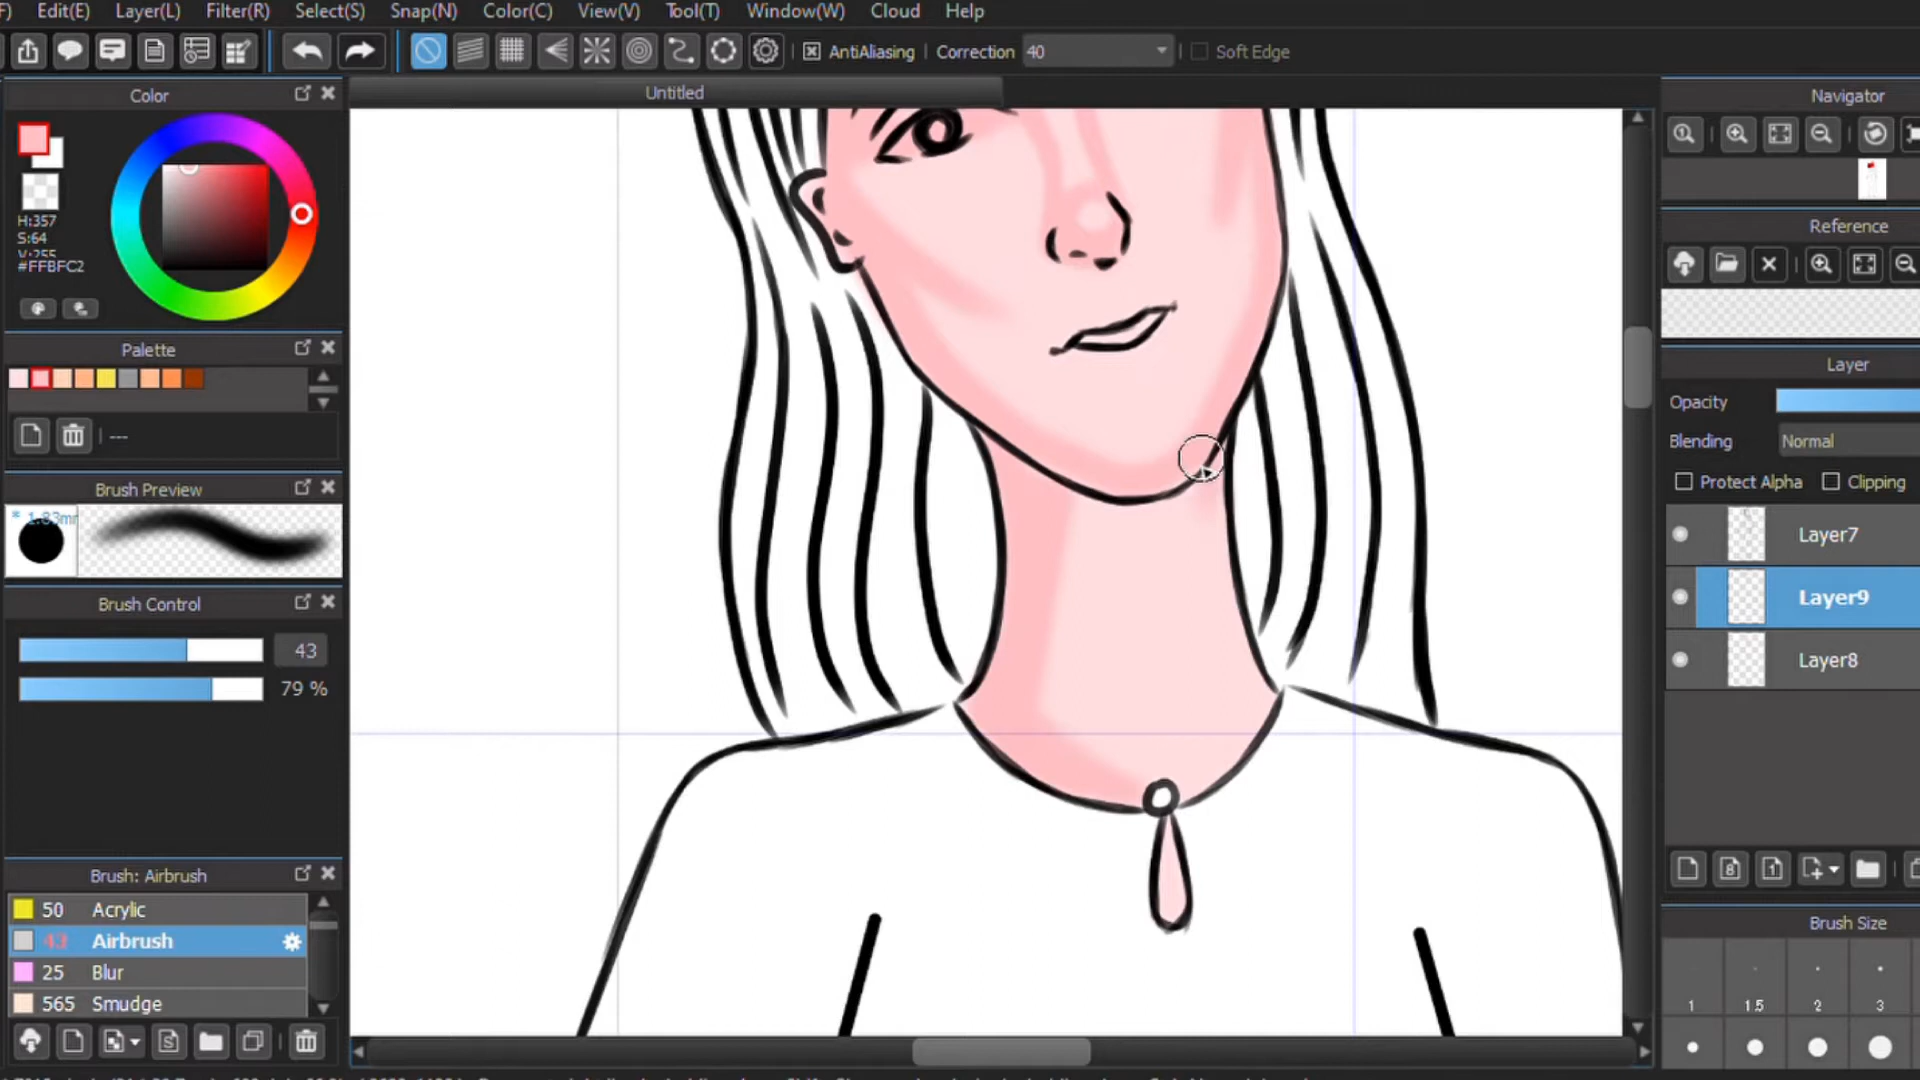 Edit(E) Layer(L) Filter(R) Select(S) Snap(N) Color(C) View(V) Tool(T) Window(W) Cloud Help
AntiAliasing Correction 40 Soft Edge
Untitled
Color
H:357
S:64
V:255
#FFBFC2
Palette
---
Brush Preview
Brush Control
43
79 %
Brush: Airbrush
50 Acrylic
43 Airbrush
25 Blur
565 Smudge
Navigator
Reference
Layer
Opacity
Blending Normal
Protect Alpha Clipping
Layer7
Layer9
Layer8
Brush Size
1 1.5 2 3